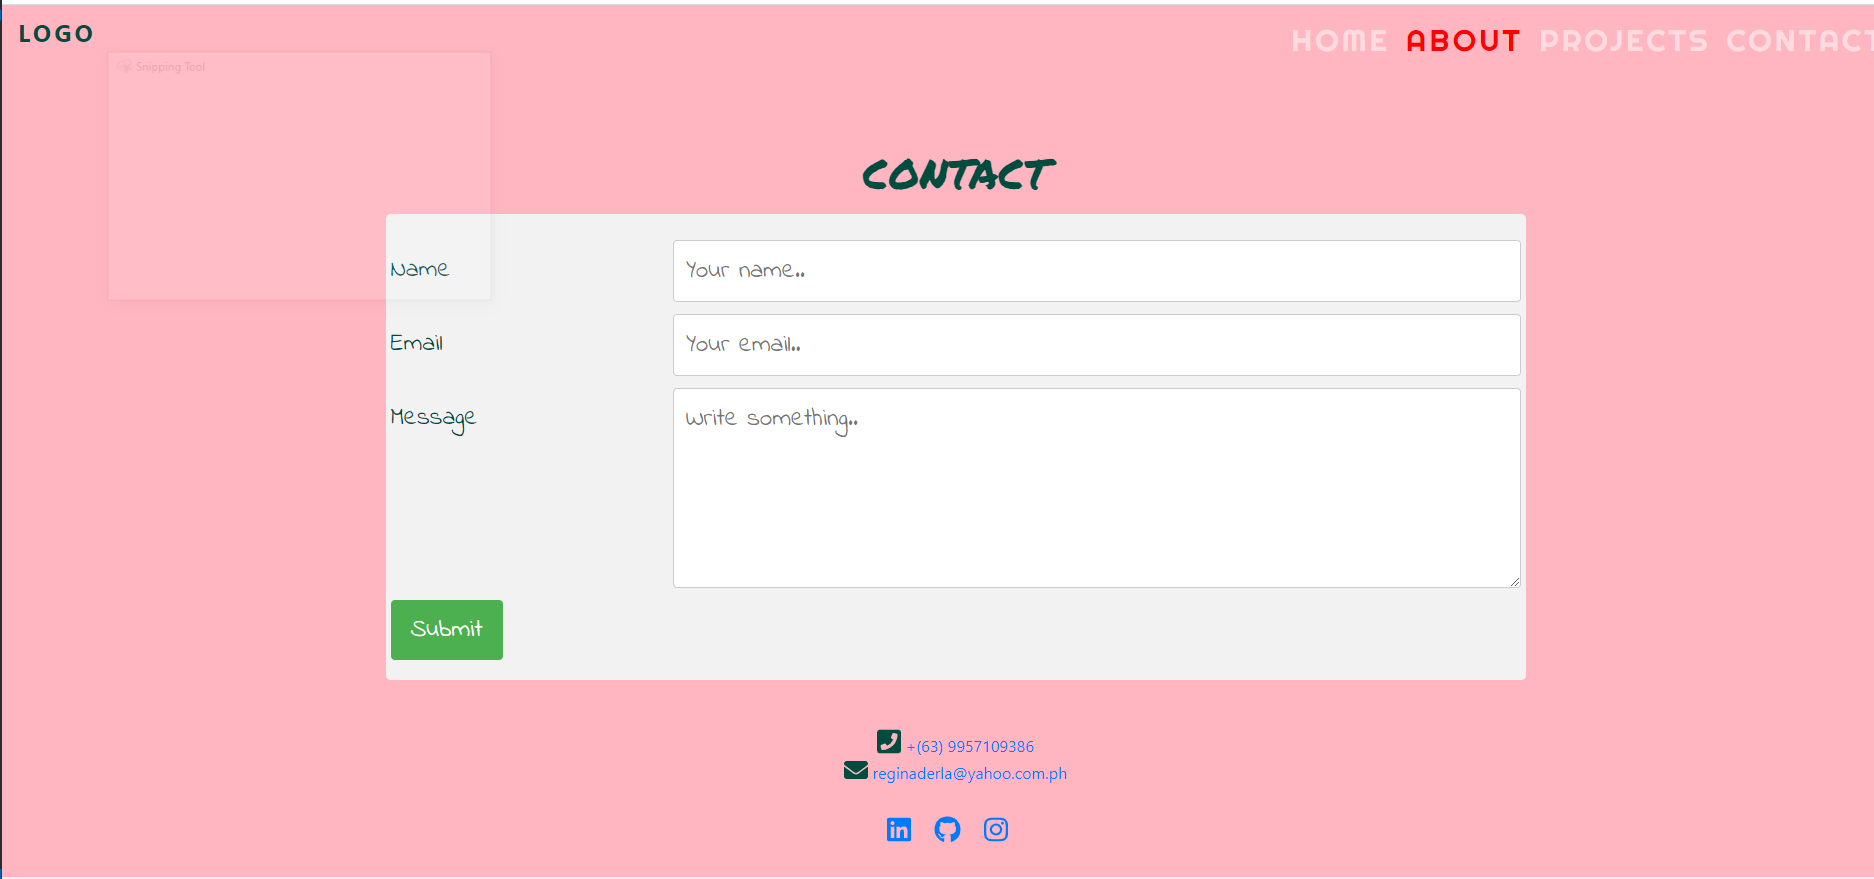 LOGO
HOME ABOUT PROJECTS CONTACT
Snipping Tool
CONTACT
Name
Your name..
Email
Your email..
Message
Write something..
Submit
+(63) 9957109386
reginaderla@yahoo.com.ph